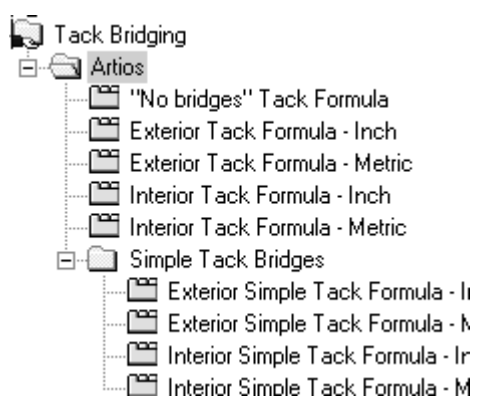 Tack Bridging
Artios
"No bridges" Tack Formula
Exterior Tack Formula - Inch
Exterior Tack Formula - Metric
Interior Tack Formula - Inch
Interior Tack Formula - Metric
Simple Tack Bridges
Exterior Simple Tack Formula -
Exterior Simple Tack Formula -
Interior Simple Tack Formula -
Interior Simple Tack Formula - M